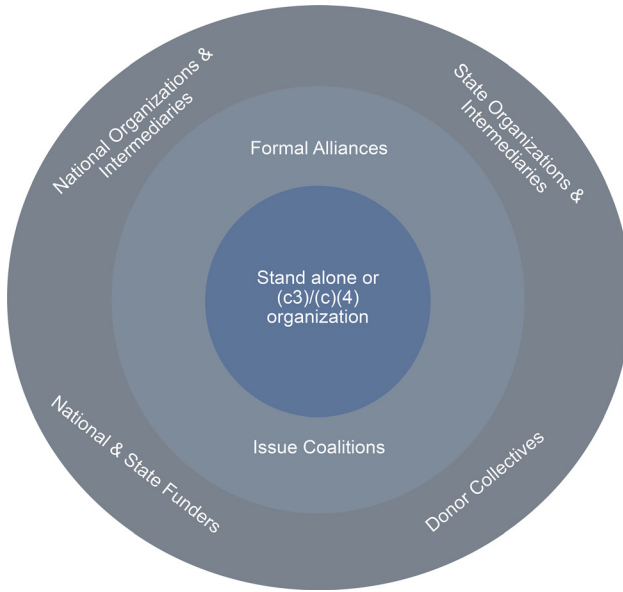 National Organizations &
Intermediaries
State Organizations &
Intermediaries
Formal Alliances
Stand alone or
(c3)/(c)(4)
organization
Issue Coalitions
National & State Funders
Donor Collectives